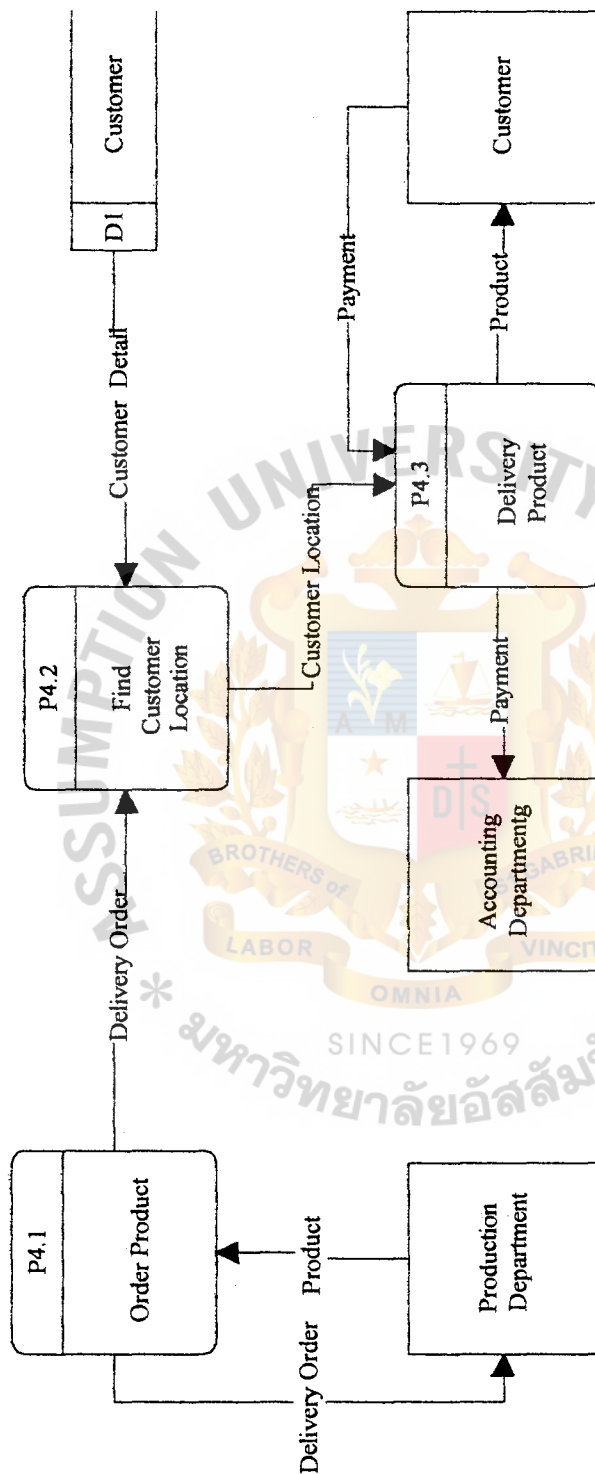 P4.1
Order Product
Delivery Order
Product
Production
Department
Delivery Order
P4.2
Find
Customer
Location
Customer Detail
D1
Customer
Customer Location
P4.3
Delivery
Product
Payment
Product
Customer
Payment
Accounting
Departmentg
ASSUMPTION UNIVERSITY
A M
D S
BROTHERS of
GABRI
LABOR
OMNIA
VINCIT
SINCE1969
*